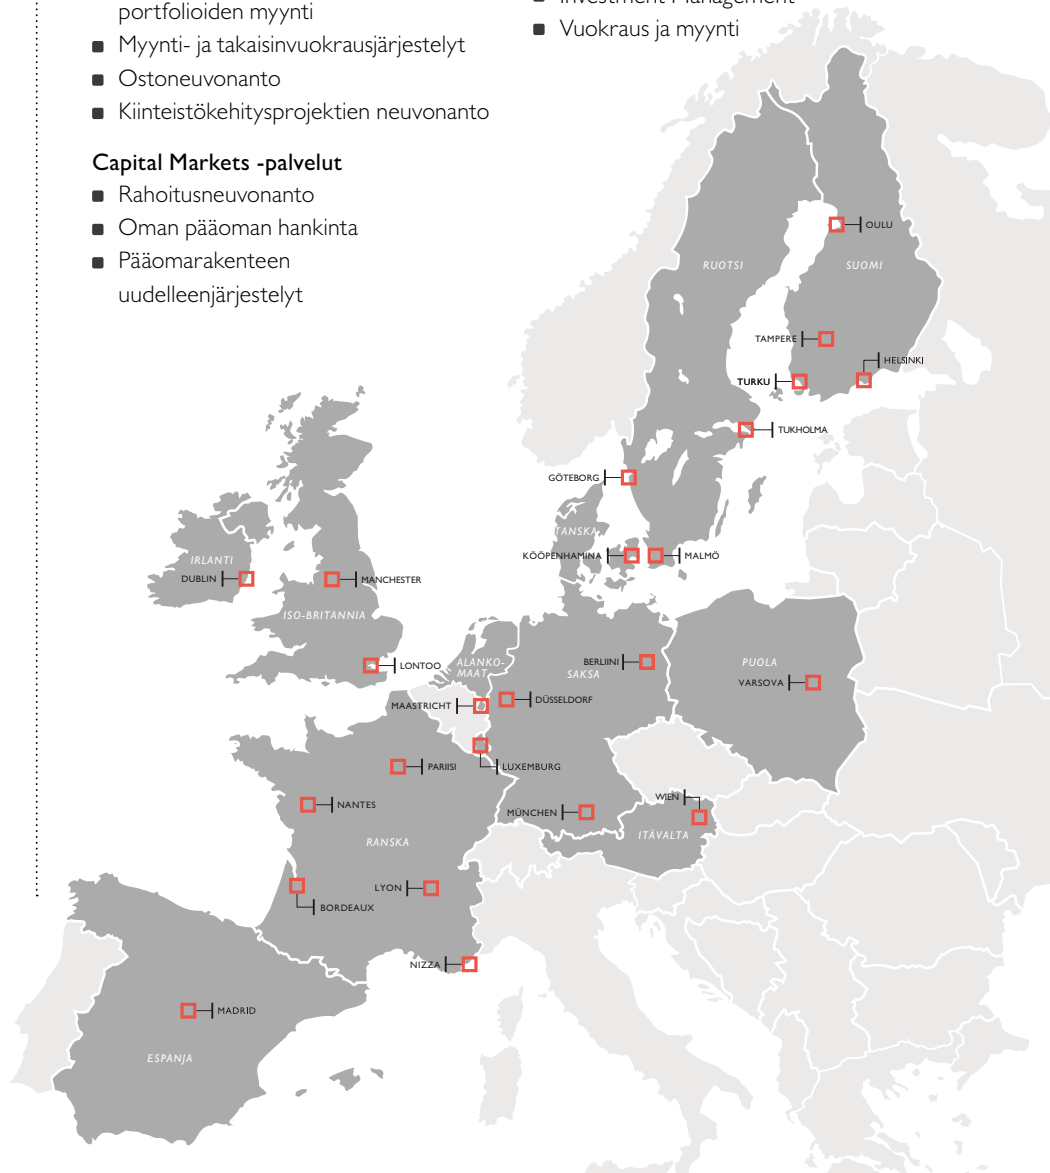 portfolioiden myynti
Myynti- ja takaisinvuokrausjärjestelyt
Ostoneuvonanto
Kiinteistökehitysprojektien neuvonanto
Capital Markets -palvelut
Rahoitusneuvonanto
Oman pääoman hankinta
Pääomarakenteen
uudelleenjärjestelyt
Investment Management
Vuokraus ja myynti
OULU
RUOTSI
SUOMI
TAMPERE
HELSINKI
TURKU
TUKHOLMA
GÖTEBORG
TANSKA
KÖÖPENHAMINA
MALMÖ
IRLANTI
DUBLIN
MANCHESTER
ISO-BRITANNIA
LONTOO
ALANKO-
MAAT
BERLIINI
SAKSA
PUOLA
VARSOVA
MAASTRICHT
DÜSSELDORF
PARIISI
LUXEMBURG
NANTES
WIEN
MÜNCHEN
ITÄVALTA
RANSKA
LYON
BORDEAUX
NIZZA
MADRID
ESPANJA